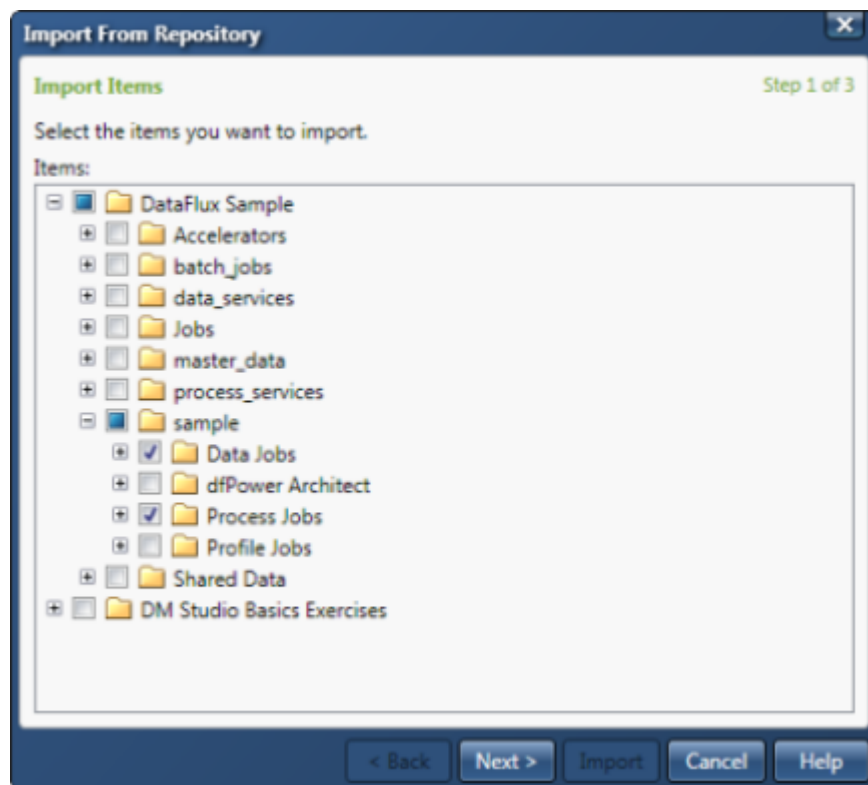 Import From Repository
Import Items
Step 1 of 3
Select the items you want to import.
Items:
DataFlux Sample
Accelerators
batch_jobs
data_services
Jobs
master_data
process_services
sample
Data Jobs
dfPower Architect
Process Jobs
Profile Jobs
Shared Data
DM Studio Basics Exercises
< Back Next > Import Cancel Help